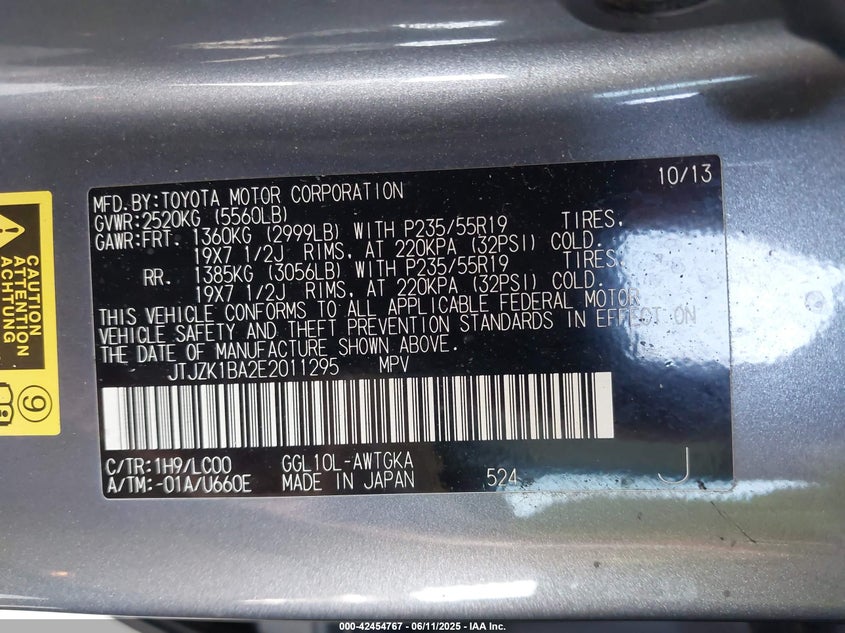 MFD.BY:TOYOTA MOTOR CORPORATION 10/13
GVWR:2520KG (5560LB)
GAWR:FRT. 1360KG (2999LB) WITH P235/55R19 TIRES.
19X7 1/2J RIMS. AT 220KPA (32PSI) COLD.
RR. 1385KG (3056LB) WITH P235/55R19 TIRES
19X7 1/2J RIMS. AT 220KPA (32PSI) COLD.
THIS VEHICLE CONFORMS TO ALL APPLICABLE FEDERAL MOTOR
VEHICLE SAFETY AND THEFT PREVENTION STANDARDS IN EFFECT ON
THE DATE OF MANUFACTURE SHOWN ABOVE.
JTJZK1BA2E2011295 MPV
C/TR:1H9/LC00 GGL10L-AWTGKA
A/TM:-01A/U660E MADE IN JAPAN 524 J
CAUTION
ATTENTION
ACHTUNG
9
000-42454767 - 06/11/2025 - IAA Inc.